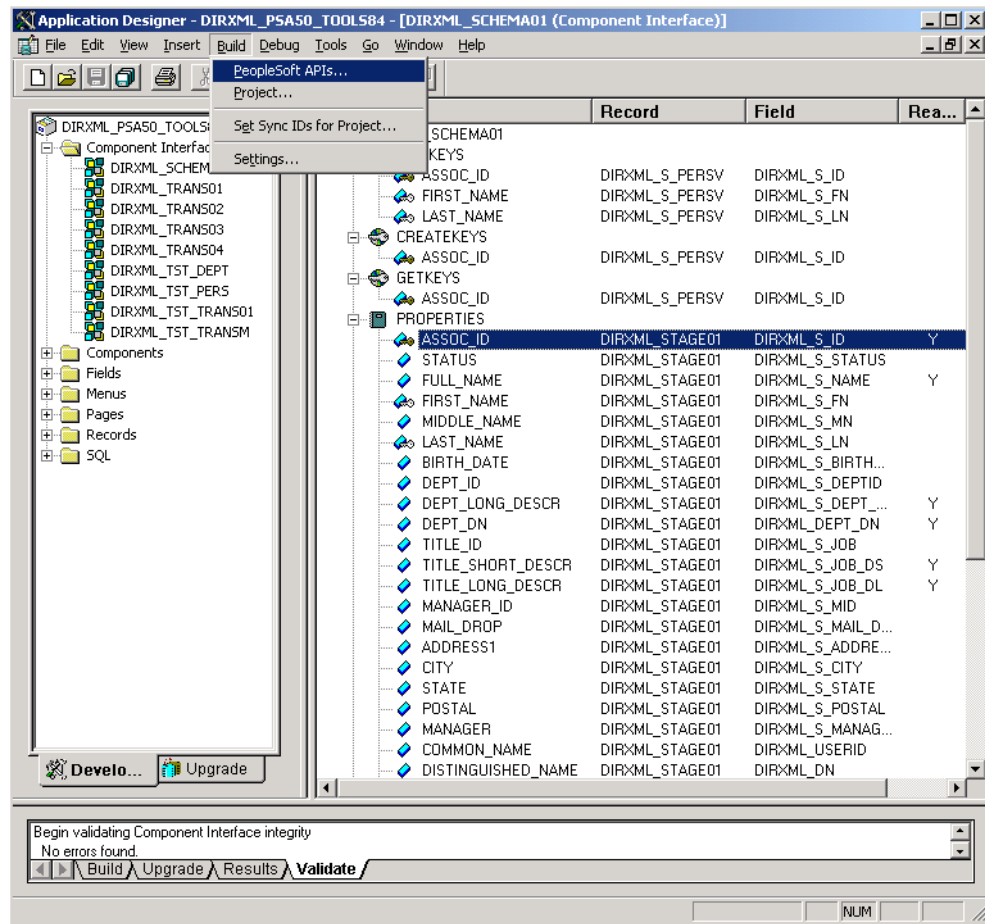 Application Designer - DIRXML_PSA50_TOOLS84 - [DIRXML_SCHEMA01 (Component Interface)]
File Edit View Insert Build Debug Tools Go Window Help
PeopleSoft APIs...
Project...
Set Sync IDs for Project...
Settings...
DIRXML_PSA50_TOOLS
Component Interfac
DIRXML_SCHEM
DIRXML_TRANS01
DIRXML_TRANS02
DIRXML_TRANS03
DIRXML_TRANS04
DIRXML_TST_DEPT
DIRXML_TST_PERS
DIRXML_TST_TRANS01
DIRXML_TST_TRANSM
Components
Fields
Menus
Pages
Records
SQL
Develo... Upgrade
Record Field Rea...
_SCHEMA01
KEYS
ASSOC_ID DIRXML_S_PERSV DIRXML_S_ID
FIRST_NAME DIRXML_S_PERSV DIRXML_S_FN
LAST_NAME DIRXML_S_PERSV DIRXML_S_LN
CREATEKEYS
ASSOC_ID DIRXML_S_PERSV DIRXML_S_ID
GETKEYS
ASSOC_ID DIRXML_S_PERSV DIRXML_S_ID
PROPERTIES
ASSOC_ID DIRXML_STAGE01 DIRXML_S_ID Y
STATUS DIRXML_STAGE01 DIRXML_S_STATUS
FULL_NAME DIRXML_STAGE01 DIRXML_S_NAME Y
FIRST_NAME DIRXML_STAGE01 DIRXML_S_FN
MIDDLE_NAME DIRXML_STAGE01 DIRXML_S_MN
LAST_NAME DIRXML_STAGE01 DIRXML_S_LN
BIRTH_DATE DIRXML_STAGE01 DIRXML_S_BIRTH...
DEPT_ID DIRXML_STAGE01 DIRXML_S_DEPTID
DEPT_LONG_DESCR DIRXML_STAGE01 DIRXML_S_DEPT_... Y
DEPT_DN DIRXML_STAGE01 DIRXML_DEPT_DN Y
TITLE_ID DIRXML_STAGE01 DIRXML_S_JOB
TITLE_SHORT_DESCR DIRXML_STAGE01 DIRXML_S_JOB_DS Y
TITLE_LONG_DESCR DIRXML_STAGE01 DIRXML_S_JOB_DL Y
MANAGER_ID DIRXML_STAGE01 DIRXML_S_MID
MAIL_DROP DIRXML_STAGE01 DIRXML_S_MAIL_D...
ADDRESS1 DIRXML_STAGE01 DIRXML_S_ADDRE...
CITY DIRXML_STAGE01 DIRXML_S_CITY
STATE DIRXML_STAGE01 DIRXML_S_STATE
POSTAL DIRXML_STAGE01 DIRXML_S_POSTAL
MANAGER DIRXML_STAGE01 DIRXML_S_MANAG...
COMMON_NAME DIRXML_STAGE01 DIRXML_USERID
DISTINGUISHED_NAME DIRXML_STAGE01 DIRXML_DN
Begin validating Component Interface integrity
No errors found.
Build Upgrade Results Validate
NUM